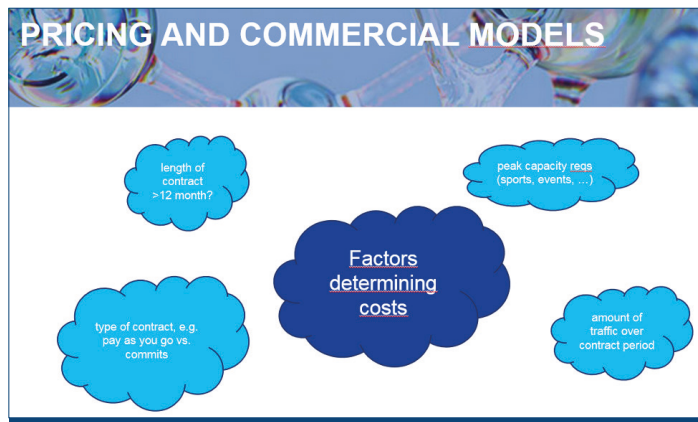 PRICING AND COMMERCIAL MODELS
length of
contract
>12 month?
peak capacity reqs
(sports, events, ...)
Factors
determining
costs
type of contract, e.g.
pay as you go vs.
commits
amount of
traffic over
contract period